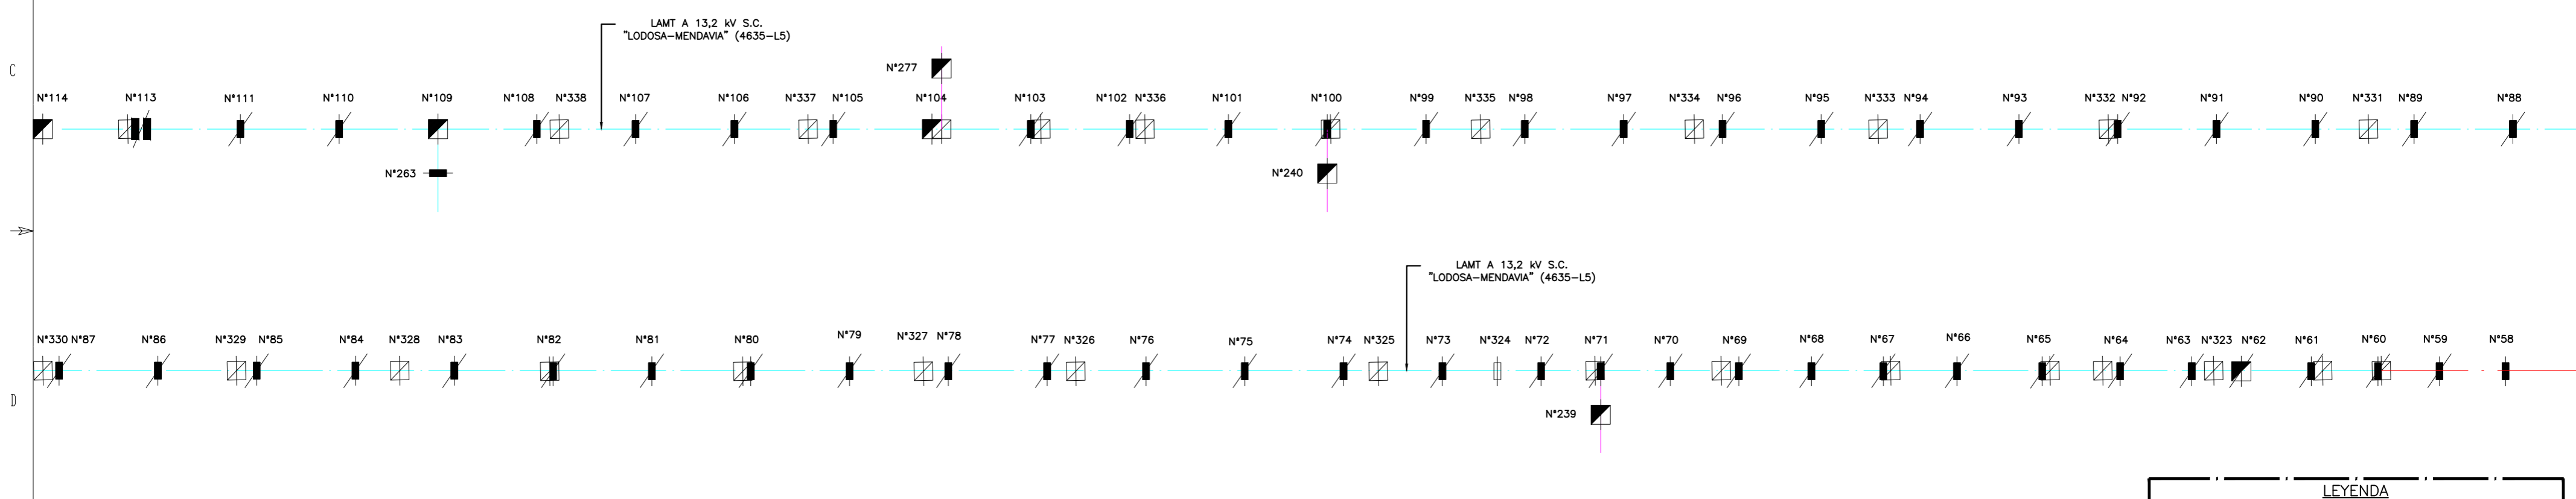 LAMT A 13,2 kV S.C.
"LODOSA-MENDAVIA" (4635-L5)
C
N°277
N°114 N°113 N°111 N°110 N°109 N°108 N°338 N°107 N°106 N°337 N°105 N°104 N°103 N°102 N°336 N°101 N°100 N°99 N°335 N°98 N°97 N°334 N°96 N°95 N°333 N°94 N°93 N°332 N°92 N°91 N°90 N°331 N°89 N°88
N°263 N°240
LAMT A 13,2 kV S.C.
"LODOSA-MENDAVIA" (4635-L5)
N°330 N°87 N°86 N°329 N°85 N°84 N°328 N°83 N°82 N°81 N°80 N°79 N°327 N°78 N°77 N°326 N°76 N°75 N°74 N°325 N°73 N°324 N°72 N°71 N°70 N°69 N°68 N°67 N°66 N°65 N°64 N°63 N°323 N°62 N°61 N°60 N°59 N°58
D
N°239
LEYENDA